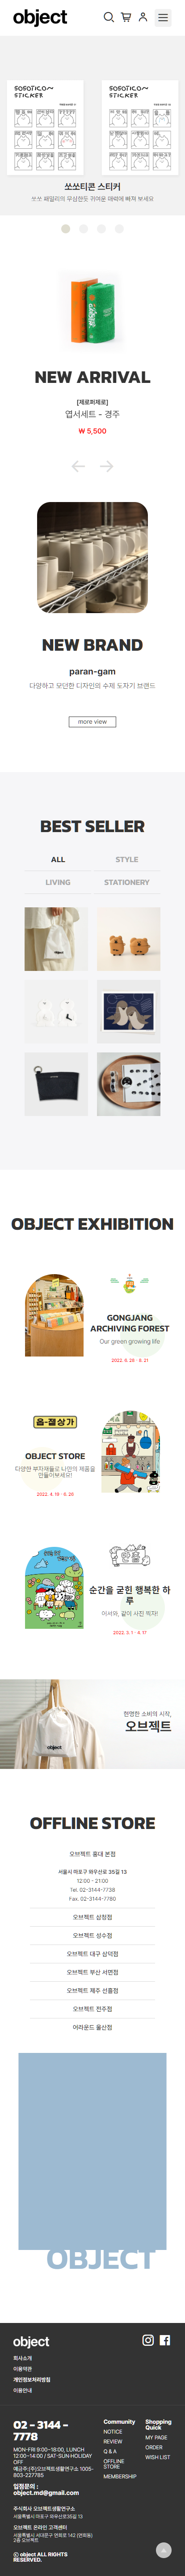 object
SOSOTICON
STICKER
SOSOTICON
STICKER
쏘쏘티콘 스티커
쏘쏘 패밀리의 무심한듯 귀여운 매력에 빠져 보세요
NEW ARRIVAL
[제로퍼제로]
엽서세트 - 경주
₩ 5,500
NEW BRAND
paran-gam
다양하고 모던한 디자인의 수제 도자기 브랜드
more view
BEST SELLER
ALL
STYLE
LIVING
STATIONERY
OBJECT EXHIBITION
GONGJANG
ARCHIVING FOREST
Our green growing life
2022. 6. 29 - 8. 21
옵-젵상가
OBJECT STORE
다양한 부자재들로 나만의 제품을
만들어보세요!
2022. 4. 19 - 6. 26
순간을 굳힌 행복한 하
루
이서와, 같이 사진 찍자!
2022. 3. 1 - 4. 17
object
현명한 소비의 시작,
오브젝트
OFFLINE STORE
오브젝트 홍대 본점
서울시 마포구 와우산로 35길 13
12:00 - 21:00
Tel. 02-3144-7738
Fax. 02-3144-7780
오브젝트 삼청점
오브젝트 성수점
오브젝트 대구 삼덕점
오브젝트 부산 서면점
오브젝트 제주 선흘점
오브젝트 전주점
어라운드 울산점
OBJECT
object
회사소개
이용약관
개인정보처리방침
이용안내
02 - 3144 -
7778
MON-FRI 9:00~18:00, LUNCH
12:00~14:00 / SAT-SUN-HOLIDAY
OFF
예금주:(주)오브젝트생활연구소 1005-
803-227785
입점문의 :
object.md@gmail.com
주식회사 오브젝트생활연구소
서울특별시 마포구 와우산로35길 13
오브젝트 온라인 고객센터
서울특별시 서대문구 연희로 142 (연희동)
2층 오브젝트
ⓒ object ALL RIGHTS
RESERVED.
Community
NOTICE
REVIEW
Q & A
OFFLINE
STORE
MEMBERSHIP
Shopping
Quick
MY PAGE
ORDER
WISH LIST